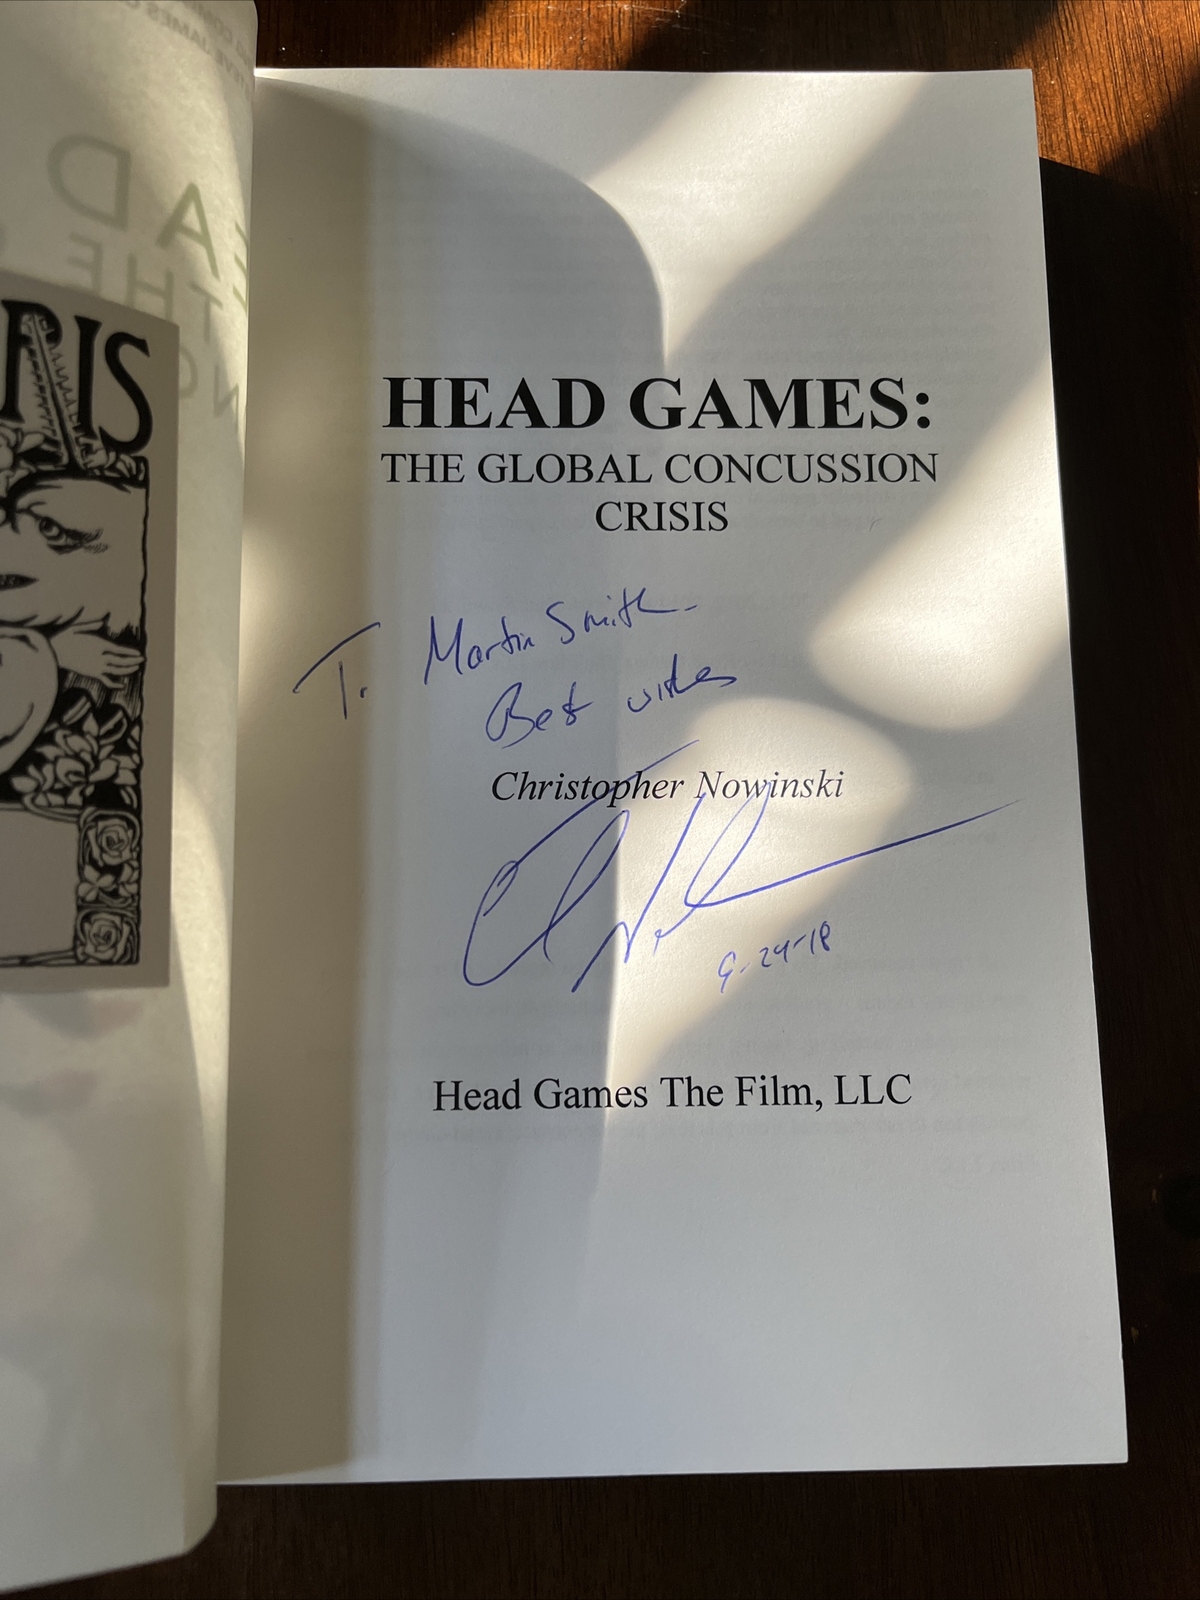 RIS
HEAD GAMES:
THE GLOBAL CONCUSSION
CRISIS
To Martin Smith-
Best wishes
Christopher Nowinski
9-24-18
Head Games The Film, LLC